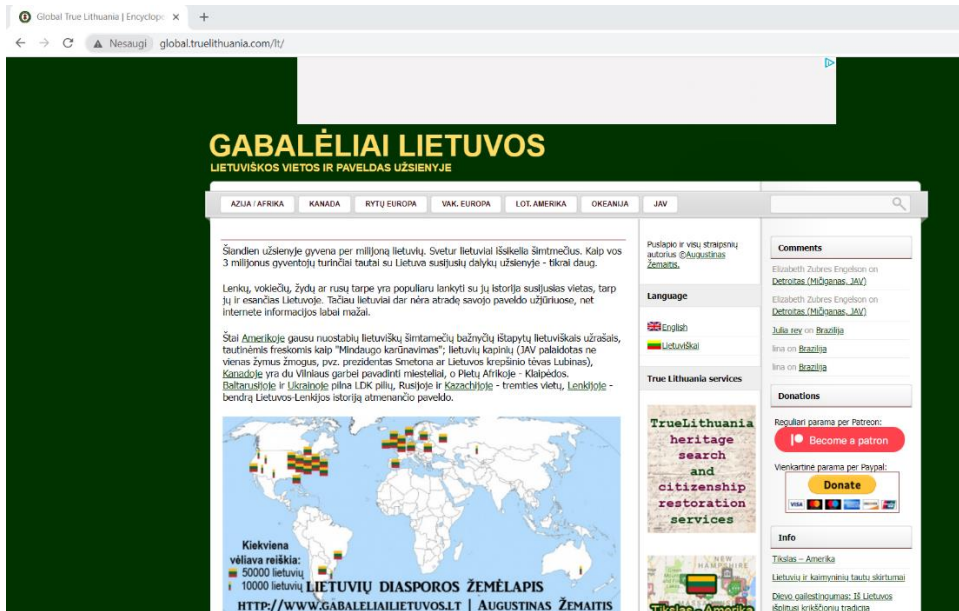 Global True Lithuania | Encyclope
Nesaugi global.truelithuania.com/lt/
GABALĖLIAI LIETUVOS
LIETUVIŠKOS VIETOS IR PAVELDAS UŽSIENYJE
AZIJA / AFRIKA KANADA RYTŲ EUROPA VAK. EUROPA LOT. AMERIKA OKEANIJA JAV
Šiandien užsienyje gyvena per milijoną lietuvių. Svetur lietuviai išsikelia šimtmečius. Kaip vos
3 milijonus gyventojų turinčiai tautai su Lietuva susijusių dalykų užsienyje - tikrai daug.
Lenkų, vokiečių, žydų ar rusų tarpe yra populiaru lankyti su jų istorija susijusias vietas, tarp
jų ir esančias Lietuvoje. Tačiau lietuviai dar nėra atradę savojo paveldo užjūriuose, net
internete informacijos labai mažai.
Štai Amerikoje gausu nuostabių lietuviškų šimtamečių bažnyčių ištapytų lietuviškais užrašais,
tautinėmis freskomis kaip "Mindaugo karūnavimas"; lietuvių kapinių (JAV palaidotas ne
vienas žymus žmogus, pvz. prezidentas Smetona ar Lietuvos krepšinio tėvas Lubinas),
Kanadoje yra du Vilniaus garbei pavadinti miesteliai, o Pietų Afrikoje - Klaipėdos.
Baltarusijoje ir Ukrainoje pilna LDK pilių, Rusijoje ir Kazachijoje - tremties vietų, Lenkijoje -
bendrą Lietuvos-Lenkijos istoriją atmenančio paveldo.
Kiekviena
vėliava reiškia:
50000 lietuvių
10000 lietuvių
LIETUVIŲ DIASPOROS ŽEMĖLAPIS
HTTP://WWW.GABALELIAILIETUVOS.LT | AUGUSTINAS ŽEMAITIS
Puslapio ir visų straipsnių
autorius ©Augustinas
Žemaitis.
Language
English
Lietuviškai
True Lithuania services
TrueLithuania
heritage
search
and
citizenship
restoration
services
NEW
HAMPSHIRE
Tikslas - Amerika
Comments
Elizabeth Zubres Engelson on
Detroitas (Mičiganas, JAV)
Elizabeth Zubres Engelson on
Detroitas (Mičiganas, JAV)
Julia rey on Brazilija
lina on Brazilija
lina on Brazilija
Donations
Reguliari parama per Patreon:
Become a patron
Vienkartinė parama per Paypal:
Donate
VISA
Info
Tikslas – Amerika
Lietuvių ir kaimyninių tautų skirtumai
Dievo gailestingumas: Iš Lietuvos
išplitusi krikščionių tradicija